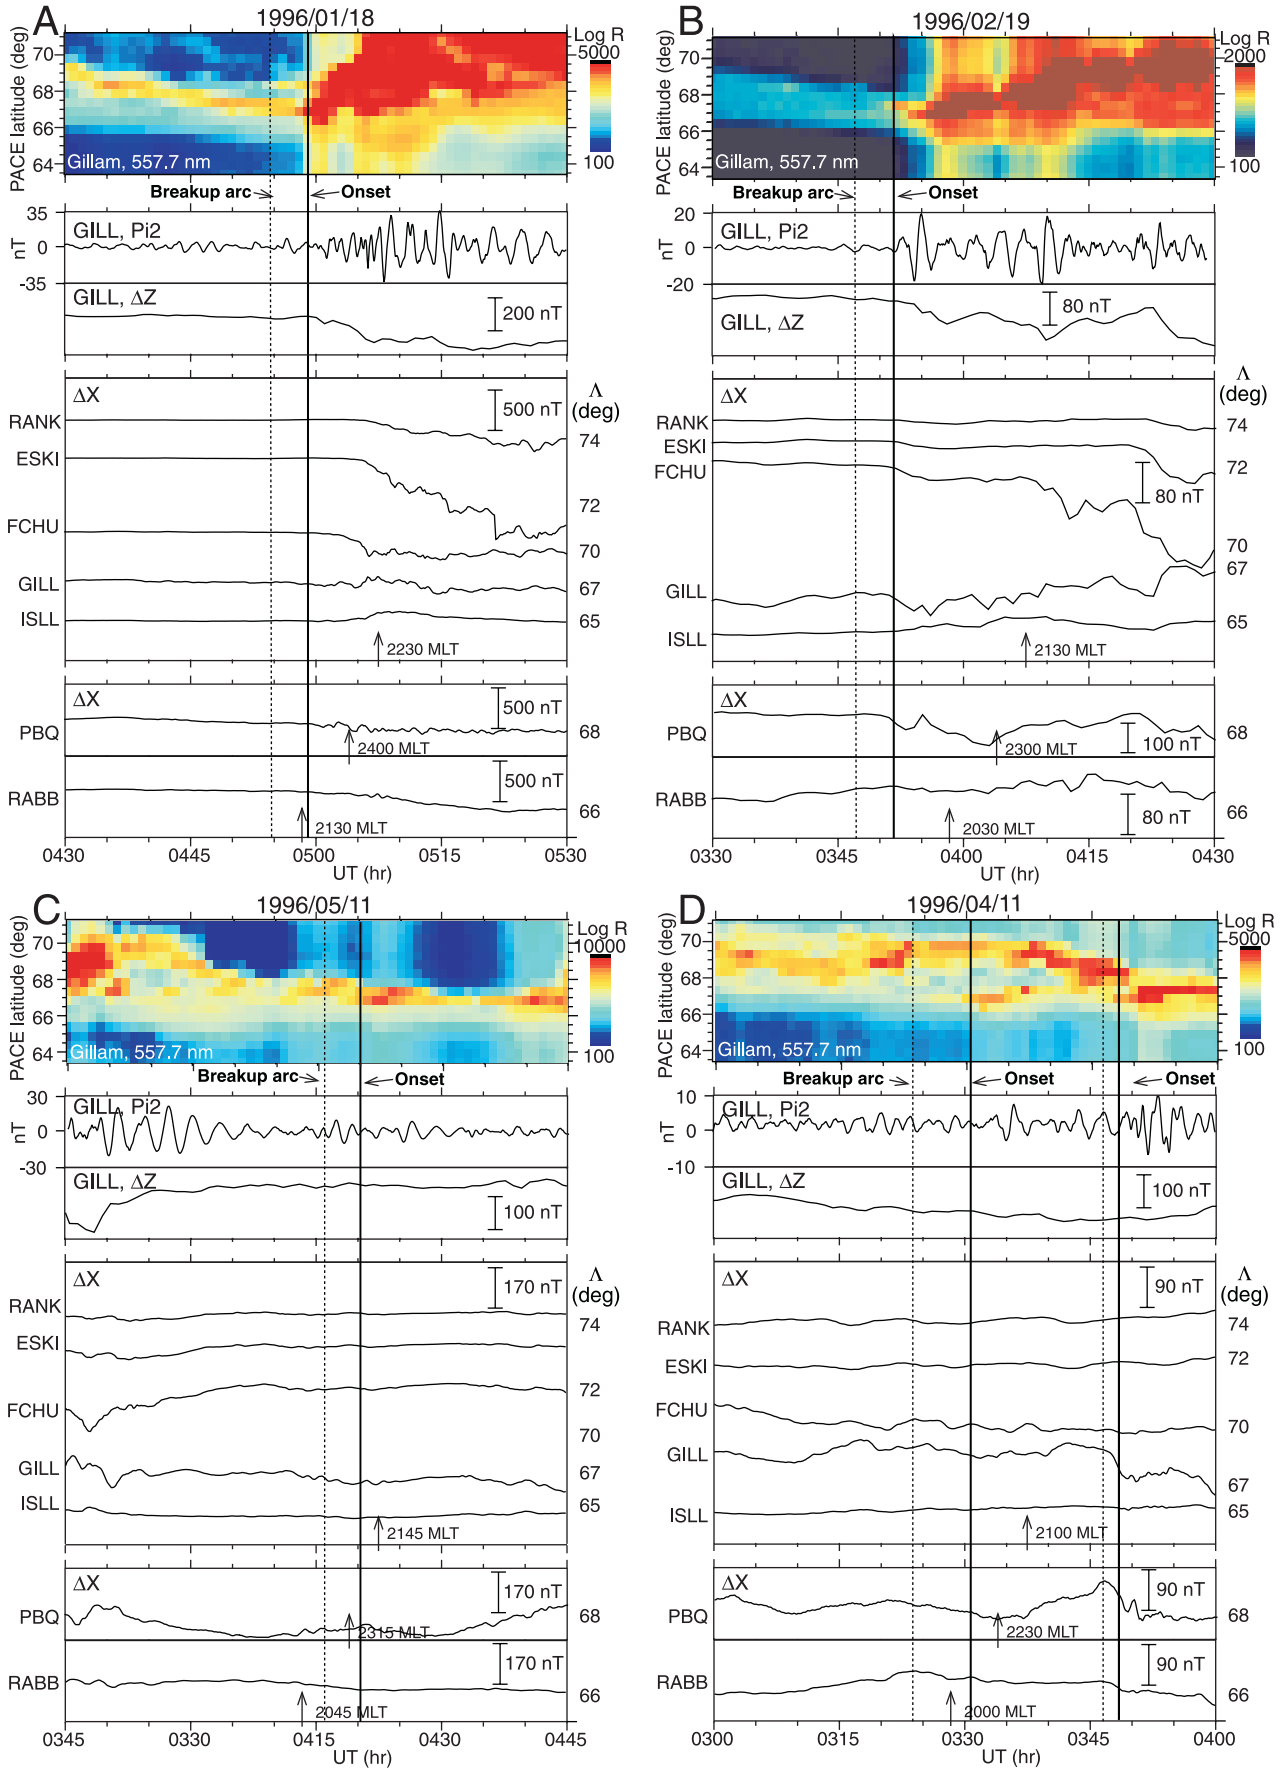 A
1996/01/18
Log R
5000
100
PACE latitude (deg)
70
68
66
64
Gillam, 557.7 nm
Breakup arc
Onset
35
0
-35
nT
GILL, Pi2
GILL, ΔZ
200 nT
ΔX
500 nT
Λ
(deg)
RANK
74
ESKI
72
FCHU
70
GILL
67
ISLL
65
2230 MLT
ΔX
500 nT
PBQ
68
2400 MLT
500 nT
RABB
66
2130 MLT
0430
0445
0500
0515
0530
UT (hr)
B
1996/02/19
Log R
2000
100
PACE latitude (deg)
70
68
66
64
Gillam, 557.7 nm
Breakup arc
Onset
20
0
-20
nT
GILL, Pi2
80 nT
GILL, ΔZ
Λ
(deg)
ΔX
RANK
74
ESKI
72
FCHU
80 nT
70
67
GILL
65
ISLL
2130 MLT
ΔX
PBQ
68
2300 MLT
100 nT
RABB
66
80 nT
2030 MLT
0330
0345
0400
0415
0430
UT (hr)
C
1996/05/11
Log R
10000
100
PACE latitude (deg)
70
68
66
64
Gillam, 557.7 nm
Breakup arc
Onset
30
0
-30
nT
GILL, Pi2
GILL, ΔZ
100 nT
ΔX
170 nT
Λ
(deg)
RANK
74
ESKI
72
FCHU
70
GILL
67
ISLL
65
2145 MLT
ΔX
170 nT
PBQ
68
2315 MLT
170 nT
RABB
66
2045 MLT
0345
0330
0415
0430
0445
UT (hr)
D
1996/04/11
Log R
5000
100
PACE latitude (deg)
70
68
66
64
Gillam, 557.7 nm
Breakup arc
Onset
Onset
10
0
-10
nT
GILL, Pi2
GILL, ΔZ
100 nT
ΔX
90 nT
Λ
(deg)
RANK
74
ESKI
72
FCHU
70
GILL
67
ISLL
65
2100 MLT
ΔX
90 nT
PBQ
68
2230 MLT
90 nT
RABB
66
2000 MLT
0300
0315
0330
0345
0400
UT (hr)